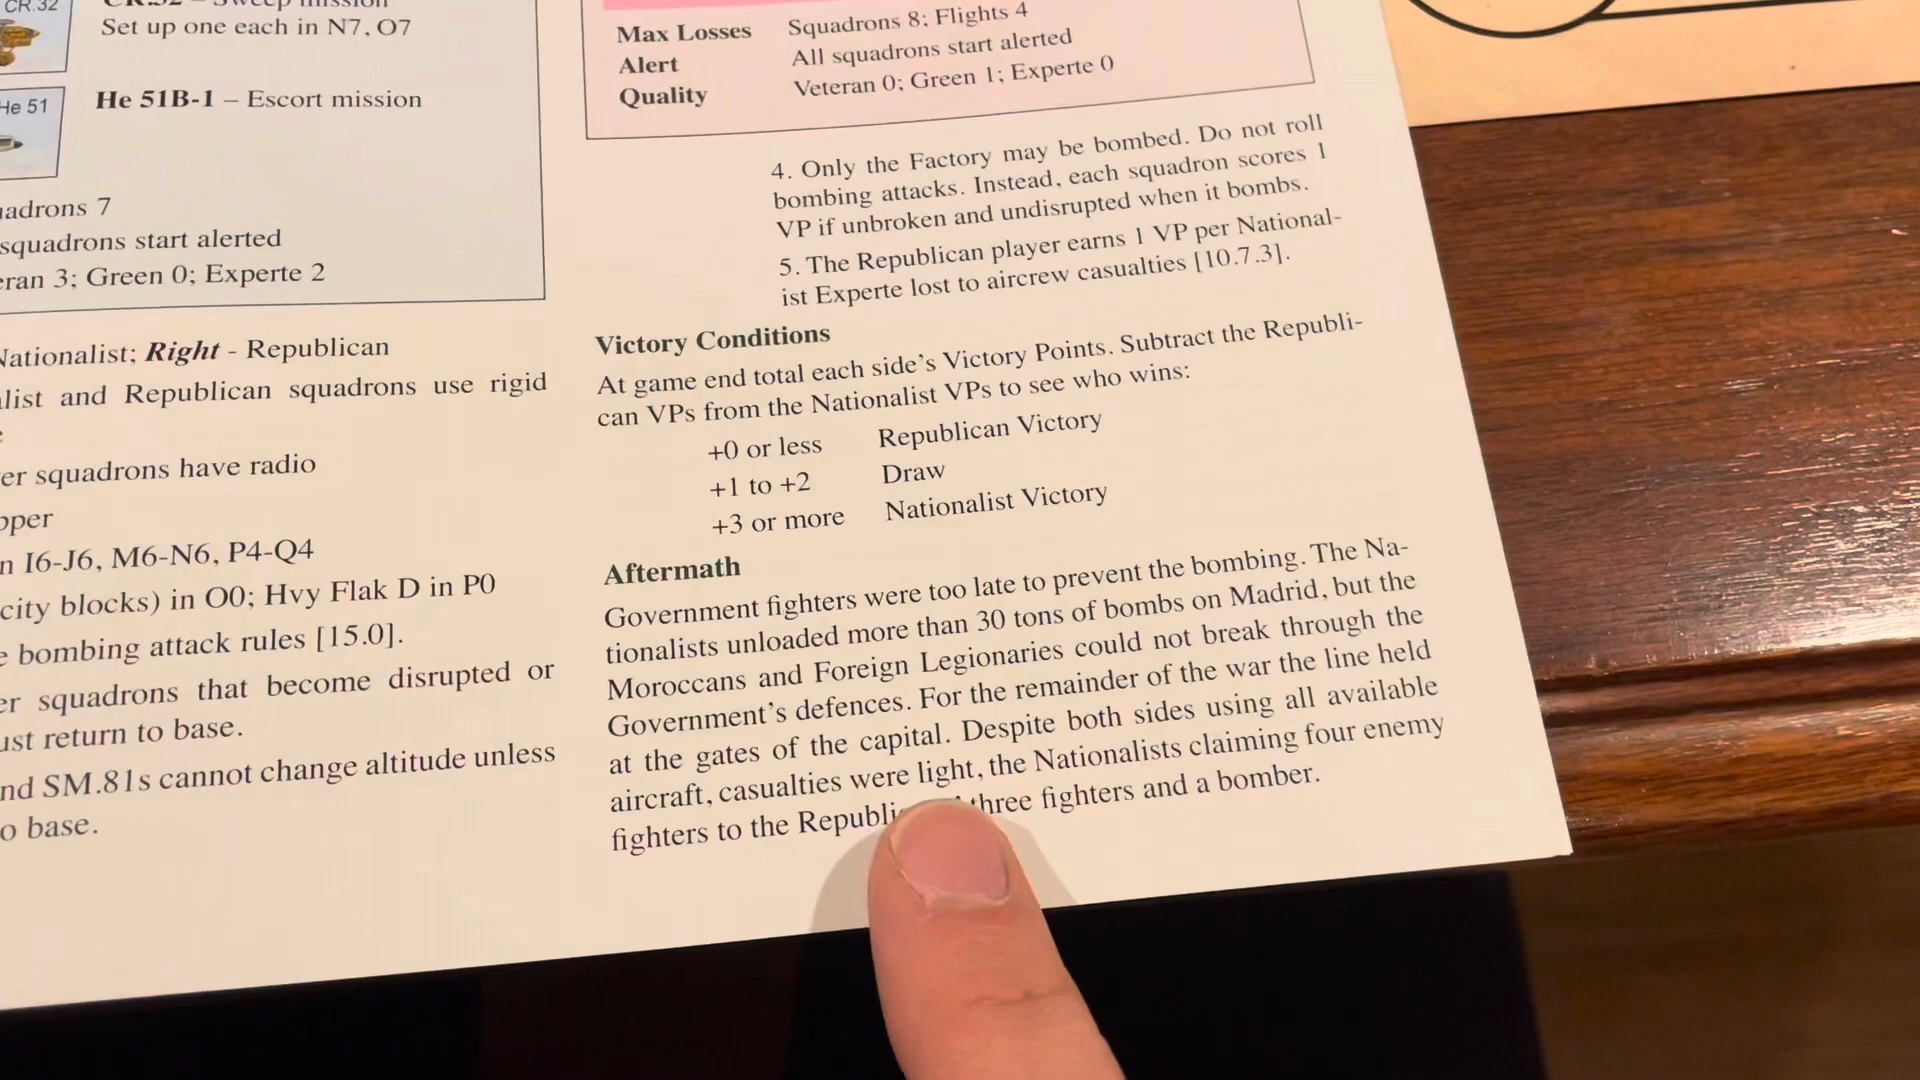 CR.32
Set up one each in N7, O7
He 51
He 51B-1 – Escort mission
squadrons start alerted
Veteran 3; Green 0; Experte 2
Nationalist; Right - Republican
and Republican squadrons use rigid
squadrons have radio
in I6-J6, M6-N6, P4-Q4
city blocks) in O0; Hvy Flak D in P0
bombing attack rules [15.0].
squadrons that become disrupted or
must return to base.
and SM.81s cannot change altitude unless
to base.
Max Losses Squadrons 8; Flights 4
Alert All squadrons start alerted
Quality Veteran 0; Green 1; Experte 0
4. Only the Factory may be bombed. Do not roll
bombing attacks. Instead, each squadron scores 1
VP if unbroken and undisrupted when it bombs.
5. The Republican player earns 1 VP per National-
ist Experte lost to aircrew casualties [10.7.3].
Victory Conditions
At game end total each side's Victory Points. Subtract the Republi-
can VPs from the Nationalist VPs to see who wins:
+0 or less Republican Victory
+1 to +2 Draw
+3 or more Nationalist Victory
Aftermath
Government fighters were too late to prevent the bombing. The Na-
tionalists unloaded more than 30 tons of bombs on Madrid, but the
Moroccans and Foreign Legionaries could not break through the
Government's defences. For the remainder of the war the line held
at the gates of the capital. Despite both sides using all available
aircraft, casualties were light, the Nationalists claiming four enemy
fighters to the three fighters and a bomber.